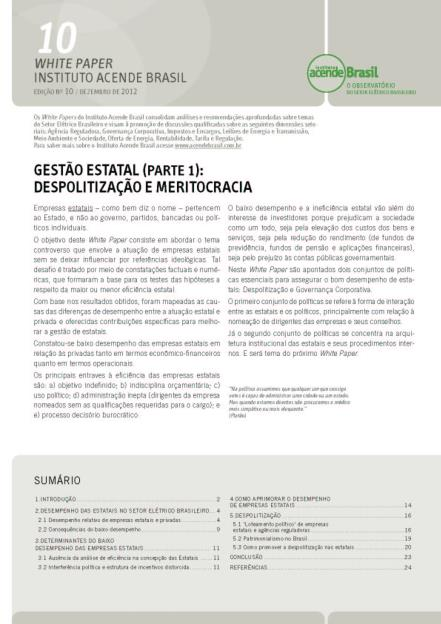 10
WHITE PAPER
INSTITUTO ACENDE BRASIL
EDIÇÃO Nº 10 / DEZEMBRO DE 2012
instituto
acende Brasil
O OBSERVATÓRIO
DO SETOR ELÉTRICO BRASILEIRO
Os White Papers do Instituto Acende Brasil consolidam análises e recomendações aprofundadas sobre temas
do Setor Elétrico Brasileiro e visam à promoção de discussões qualificadas sobre as seguintes dimensões seto-
riais: Agência Reguladora, Governança Corporativa, Impostos e Encargos, Leilões de Energia e Transmissão,
Meio Ambiente e Sociedade, Oferta de Energia, Rentabilidade, Tarifa e Regulação.
Para saber mais sobre o Instituto Acende Brasil acesse www.acendebrasil.com.br
GESTÃO ESTATAL (PARTE 1):
DESPOLITIZAÇÃO E MERITOCRACIA
Empresas estatais – como bem diz o nome – pertencem
ao Estado, e não ao governo, partidos, bancadas ou polí-
ticos individuais.
O objetivo deste White Paper consiste em abordar o tema
controverso que envolve a atuação de empresas estatais
sem se deixar influenciar por referências ideológicas. Tal
desafio é tratado por meio de constatações factuais e numé-
ricas, que formaram a base para os testes das hipóteses a
respeito da maior ou menor eficiência estatal.
Com base nos resultados obtidos, foram mapeadas as cau-
sas das diferenças de desempenho entre a atuação estatal e
privada e oferecidas contribuições específicas para melho-
rar a gestão de estatais.
Constatou-se baixo desempenho das empresas estatais em
relação às privadas tanto em termos econômico-financeiros
quanto em termos operacionais.
Os principais entraves à eficiência das empresas estatais
são: a) objetivo indefinido; b) indisciplina orçamentária; c)
uso político; d) administração inepta (dirigentes da empresa
nomeados sem as qualificações requeridas para o cargo); e
e) processo decisório burocrático.
O baixo desempenho e a ineficiência estatal vão além do
interesse de investidores porque prejudicam a sociedade
como um todo, seja pela elevação dos custos dos bens e
serviços, seja pela redução do rendimento (de fundos de
previdência, fundos de pensão e aplicações financeiras),
seja pelo prejuízo às contas públicas governamentais.
Neste White Paper são apontados dois conjuntos de políti-
cas essenciais para assegurar o bom desempenho de esta-
tais: Despolitização e Governança Corporativa.
O primeiro conjunto de políticas se refere à forma de interação
entre as estatais e os políticos, principalmente com relação à
nomeação de dirigentes das empresas e seus conselhos.
Já o segundo conjunto de políticas se concentra na arqui-
tetura institucional das estatais e seus procedimentos inter-
nos. E será tema do próximo White Paper.
"Na política assumimos que qualquer um que consiga
votos é capaz de administrar uma cidade ou um estado.
Mas quando estamos doentes não procuramos o médico
mais simpático ou mais eloquente."
(Platão)
SUMÁRIO
1. INTRODUÇÃO 2
2. DESEMPENHO DAS ESTATAIS NO SETOR ELÉTRICO BRASILEIRO 4
2.1 Desempenho relativo de empresas estatais e privadas 4
2.2 Consequências do baixo desempenho 9
3. DETERMINANTES DO BAIXO
DESEMPENHO DAS EMPRESAS ESTATAIS 11
3.1 Ausência da análise de eficiência na concepção das Estatais 11
3.2 Interferência política e estrutura de incentivos distorcida 11
4. COMO APRIMORAR O DESEMPENHO
DE EMPRESAS ESTATAIS 14
5. DESPOLITIZAÇÃO 16
5.1 "Loteamento político" de empresas
estatais e agências reguladoras 16
5.2 Patrimonialismo no Brasil 19
5.3 Como promover a despolitização nas estatais 20
CONCLUSÃO 23
REFERÊNCIAS 24